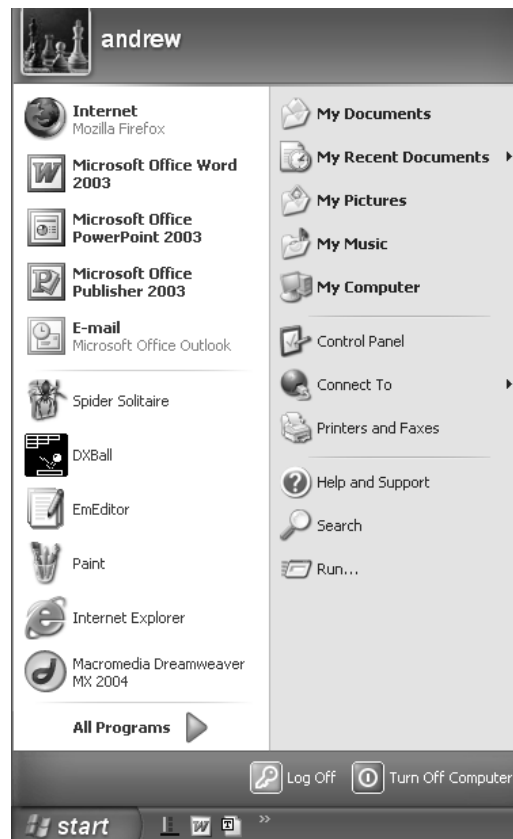 andrew
Internet
Mozilla Firefox
Microsoft Office Word
2003
Microsoft Office
PowerPoint 2003
Microsoft Office
Publisher 2003
E-mail
Microsoft Office Outlook
Spider Solitaire
DXBall
EmEditor
Paint
Internet Explorer
Macromedia Dreamweaver
MX 2004
All Programs
My Documents
My Recent Documents
My Pictures
My Music
My Computer
Control Panel
Connect To
Printers and Faxes
Help and Support
Search
Run...
Log Off
Turn Off Computer
start